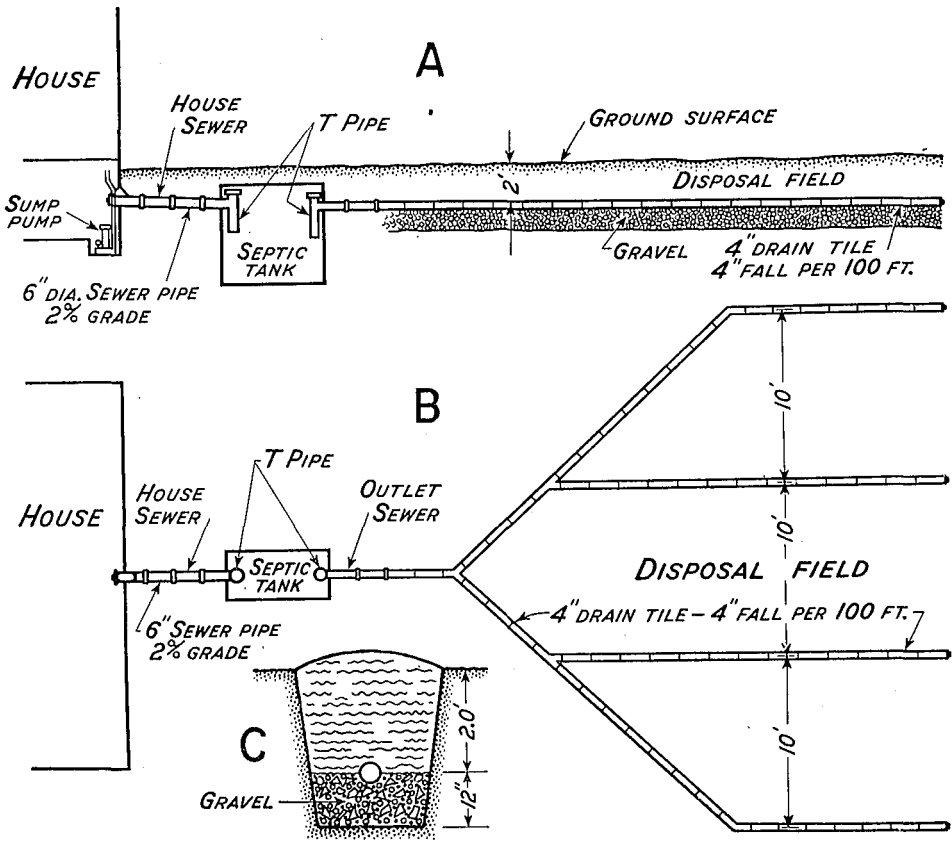 A
HOUSE
HOUSE
SEWER
T PIPE
GROUND SURFACE
2'
DISPOSAL FIELD
SUMP
PUMP
SEPTIC
TANK
GRAVEL
4" DRAIN TILE
4" FALL PER 100 FT.
6" DIA. SEWER PIPE
2% GRADE
B
10'
T PIPE
HOUSE
HOUSE
SEWER
OUTLET
SEWER
10'
SEPTIC
TANK
DISPOSAL FIELD
4" DRAIN TILE – 4" FALL PER 100 FT.
6" SEWER PIPE
2% GRADE
C
2.0'
10'
GRAVEL
12"